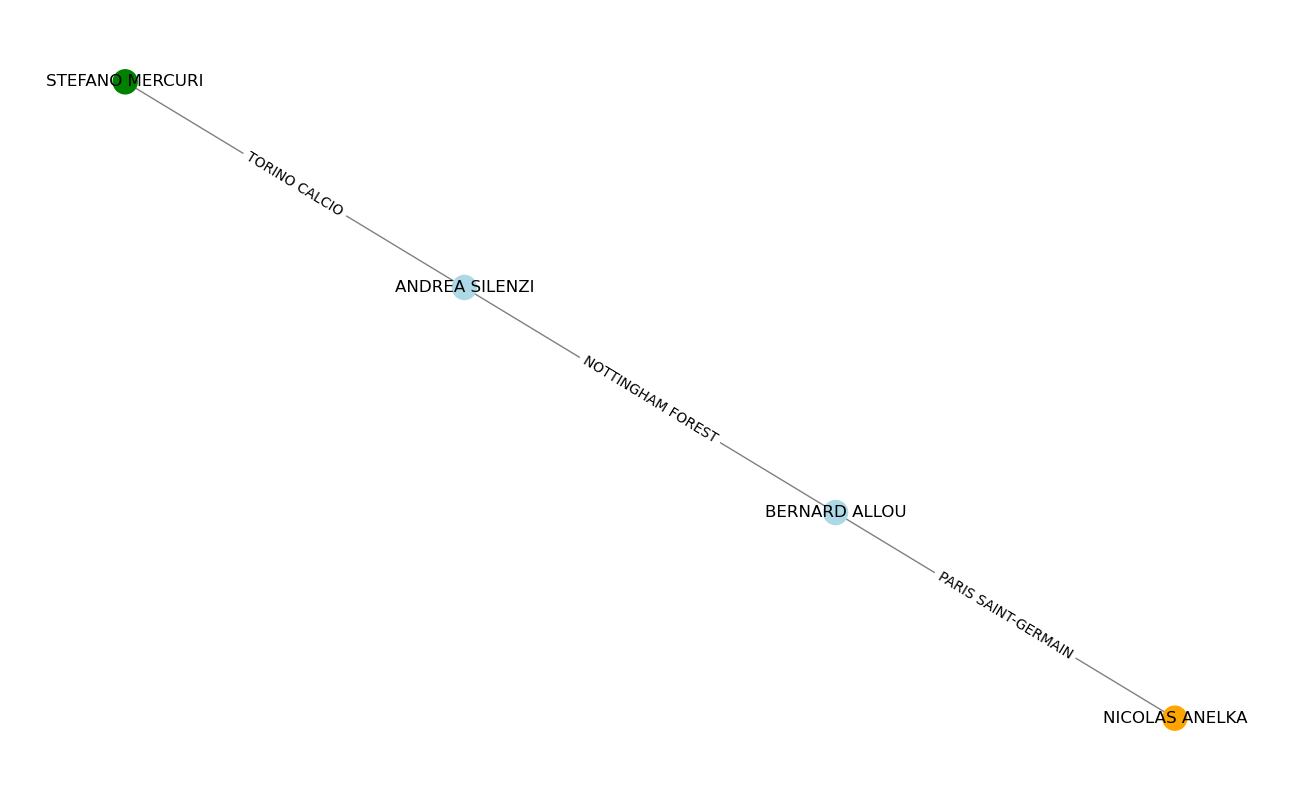 STEFANO MERCURI
TORINO CALCIO
ANDREA SILENZI
NOTTINGHAM FOREST
BERNARD ALLOU
PARIS SAINT-GERMAIN
NICOLAS ANELKA